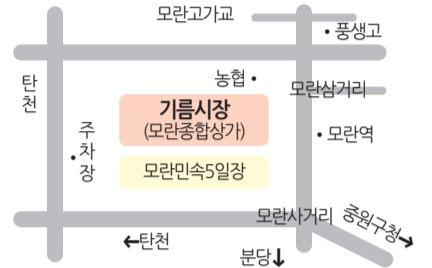 모란고가교
풍생고
탄천
농협
모란삼거리
기름시장
(모란종합상가)
주차장
모란역
모란민속5일장
모란사거리
중원구청→
←탄천
분당↓